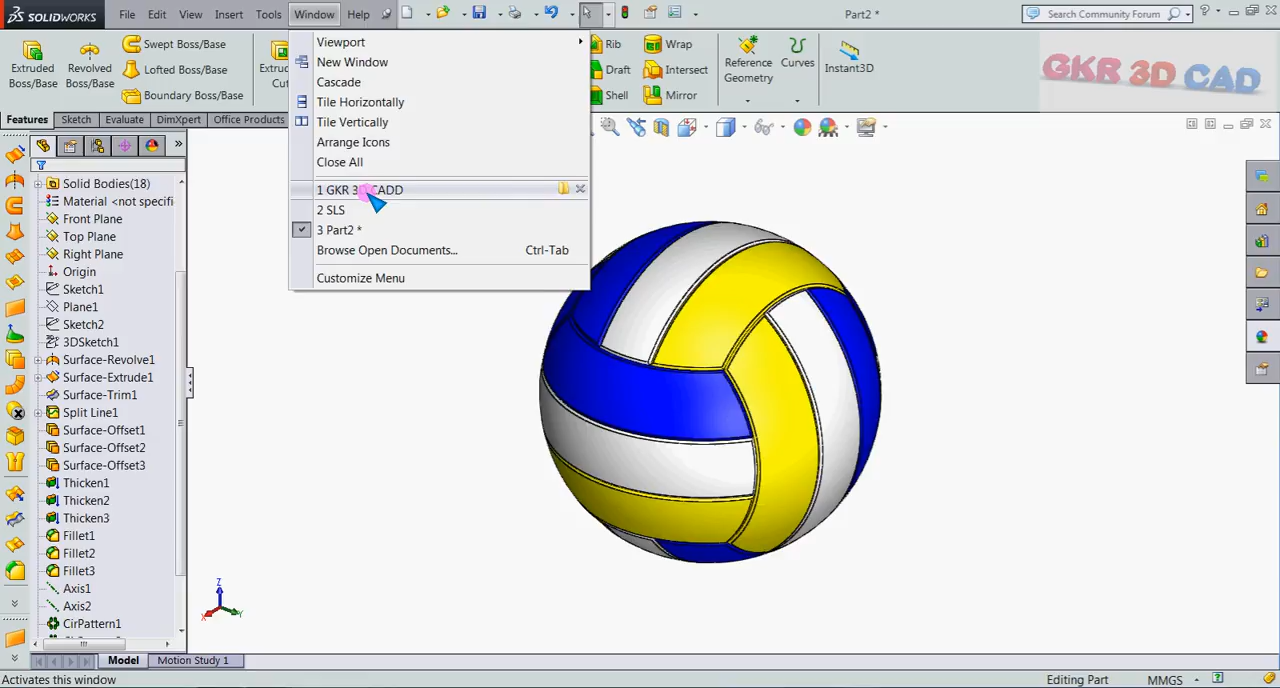 SOLIDWORKS File Edit View Insert Tools Window Help Part2 * Search Community Forum
Extruded Boss/Base
Revolved Boss/Base
Swept Boss/Base
Lofted Boss/Base
Boundary Boss/Base
Rib
Draft
Shell
Wrap
Intersect
Mirror
Reference Geometry
Curves
Instant3D
GKR 3D CAD
Features Sketch Evaluate DimXpert Office Products
Viewport
New Window
Cascade
Tile Horizontally
Tile Vertically
Arrange Icons
Close All
2 SLS
3 Part2 *
Browse Open Documents... Ctrl-Tab
Customize Menu
Solid Bodies(18)
Material <not specifi
Front Plane
Top Plane
Right Plane
Origin
Sketch1
Plane1
Sketch2
3DSketch1
Surface-Revolve1
Surface-Extrude1
Surface-Trim1
Split Line1
Surface-Offset1
Surface-Offset2
Surface-Offset3
Thicken1
Thicken2
Thicken3
Fillet1
Fillet2
Fillet3
Axis1
Axis2
CirPattern1
Z
X
Y
Model Motion Study 1
Activates this window Editing Part MMGS